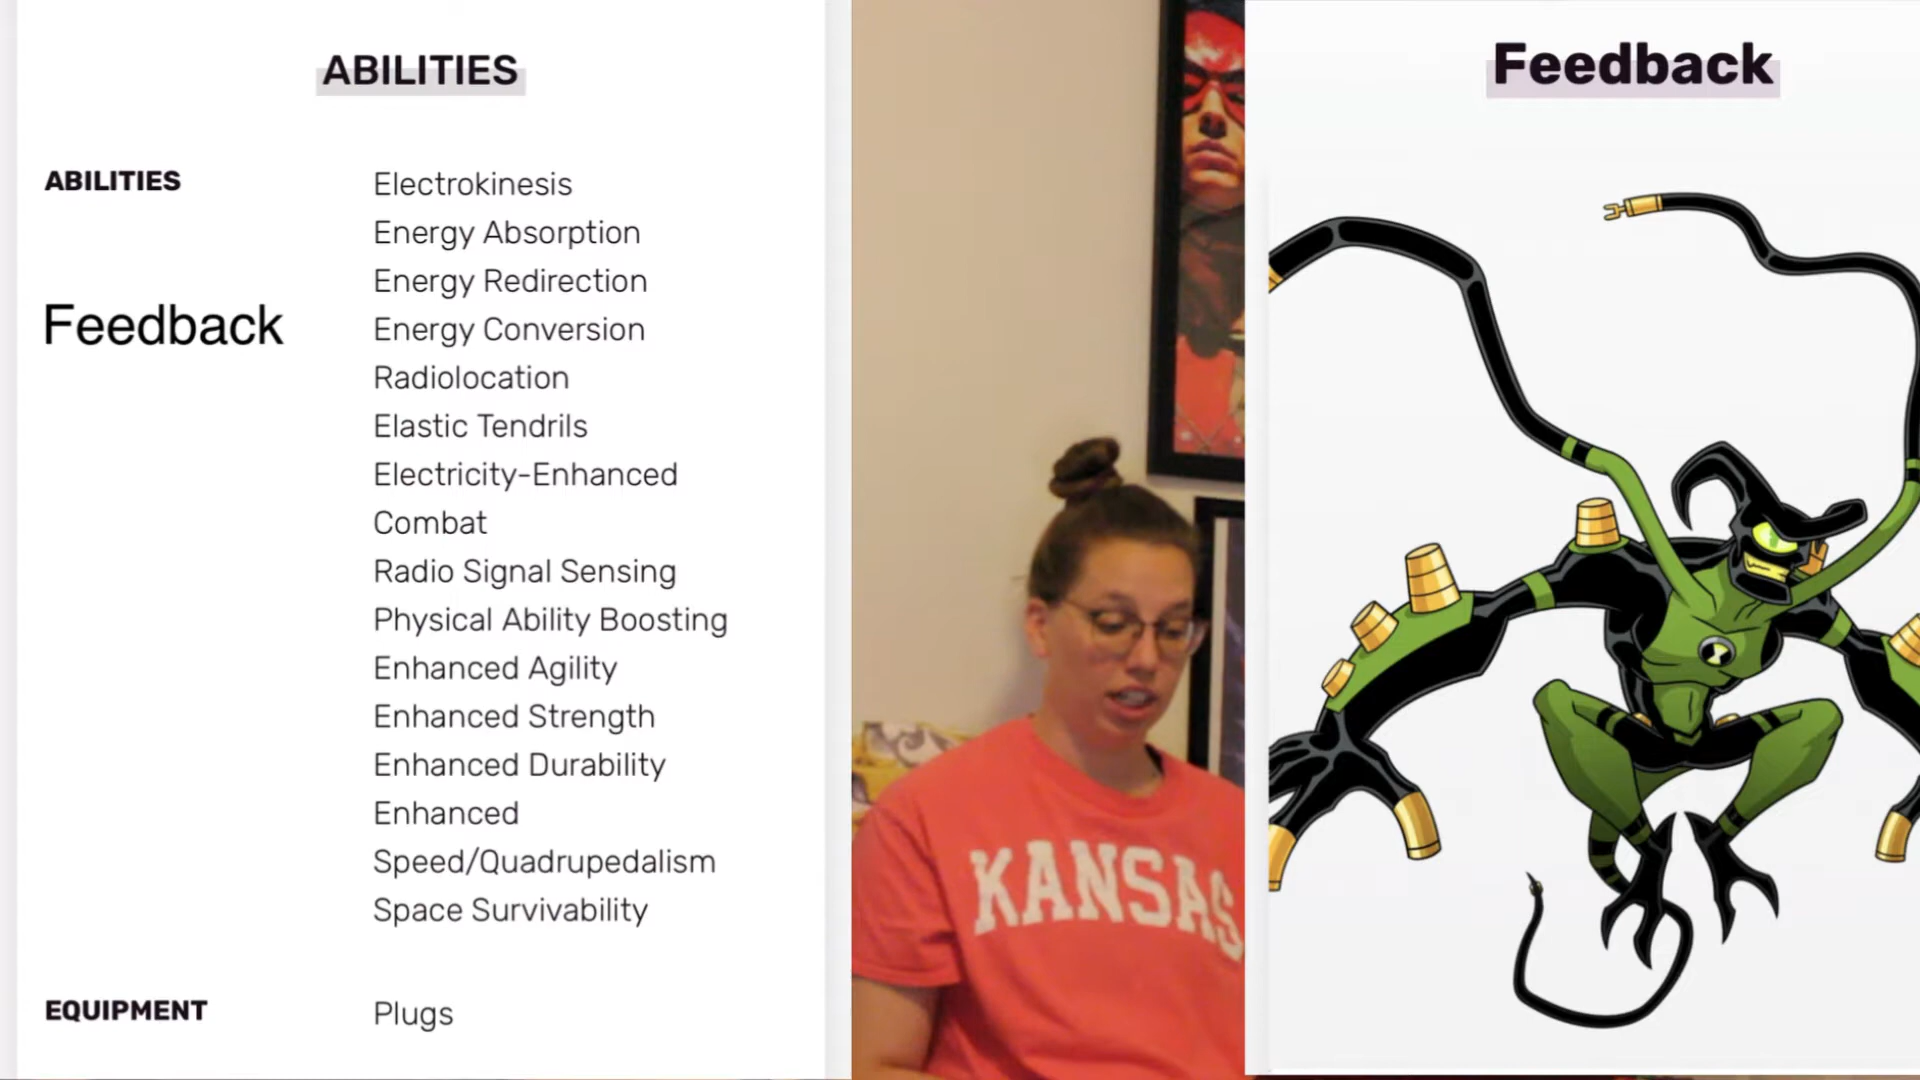 ABILITIES
ABILITIES
Electrokinesis
Energy Absorption
Energy Redirection
Energy Conversion
Radiolocation
Elastic Tendrils
Electricity-Enhanced
Combat
Radio Signal Sensing
Physical Ability Boosting
Enhanced Agility
Enhanced Strength
Enhanced Durability
Enhanced
Speed/Quadrupedalism
Space Survivability
Feedback
EQUIPMENT
Plugs
KANSAS
Feedback